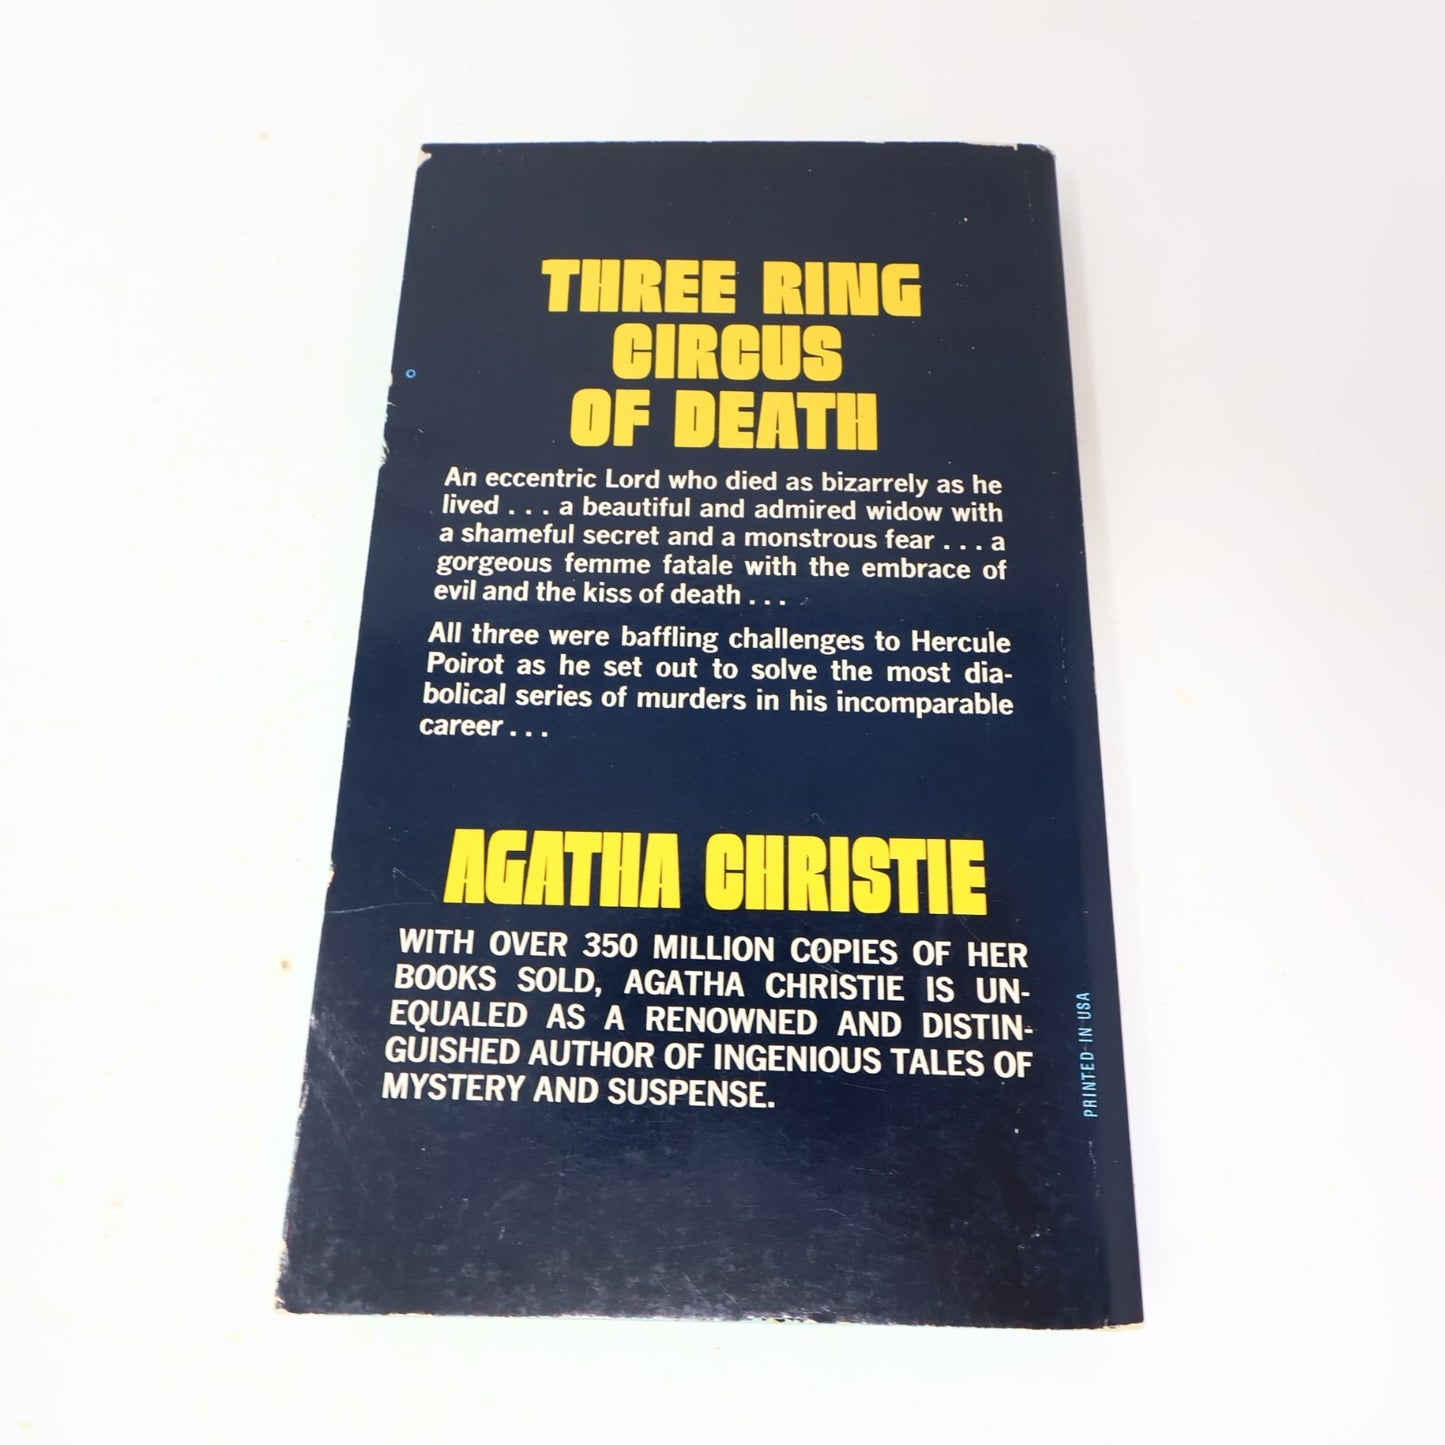 THREE RING
CIRCUS
OF DEATH
An eccentric Lord who died as bizarrely as he
lived . . . a beautiful and admired widow with
a shameful secret and a monstrous fear . . . a
gorgeous femme fatale with the embrace of
evil and the kiss of death . . .
All three were baffling challenges to Hercule
Poirot as he set out to solve the most dia-
bolical series of murders in his incomparable
career . . .
AGATHA CHRISTIE
WITH OVER 350 MILLION COPIES OF HER
BOOKS SOLD, AGATHA CHRISTIE IS UN-
EQUALED AS A RENOWNED AND DISTIN-
GUISHED AUTHOR OF INGENIOUS TALES OF
MYSTERY AND SUSPENSE.
PRINTED IN USA